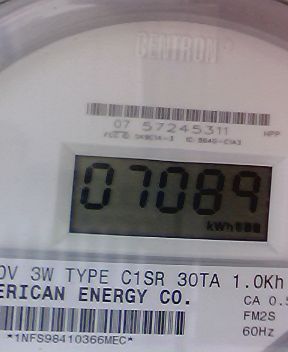 CENTRON
07 57245311
HPP
07089
kWh
0V 3W TYPE C1SR 30TA 1.0Kh
ERICAN ENERGY CO.
CA 0.5
FM2S
60Hz
*1NFS98410366MEC*